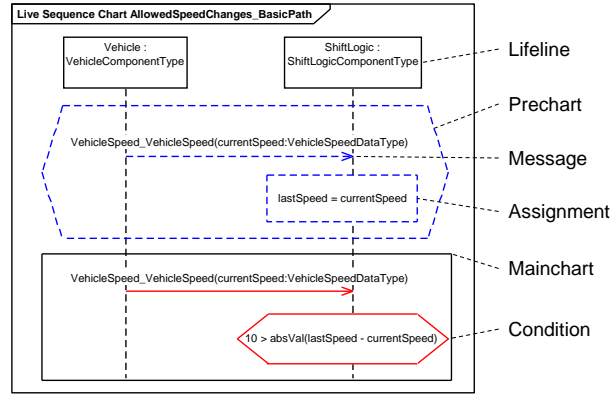 Live Sequence Chart AllowedSpeedChanges_BasicPath
Vehicle :
VehicleComponentType
ShiftLogic :
ShiftLogicComponentType
Lifeline
Prechart
VehicleSpeed_VehicleSpeed(currentSpeed:VehicleSpeedDataType)
Message
lastSpeed = currentSpeed
Assignment
Mainchart
VehicleSpeed_VehicleSpeed(currentSpeed:VehicleSpeedDataType)
10 > absVal(lastSpeed - currentSpeed)
Condition